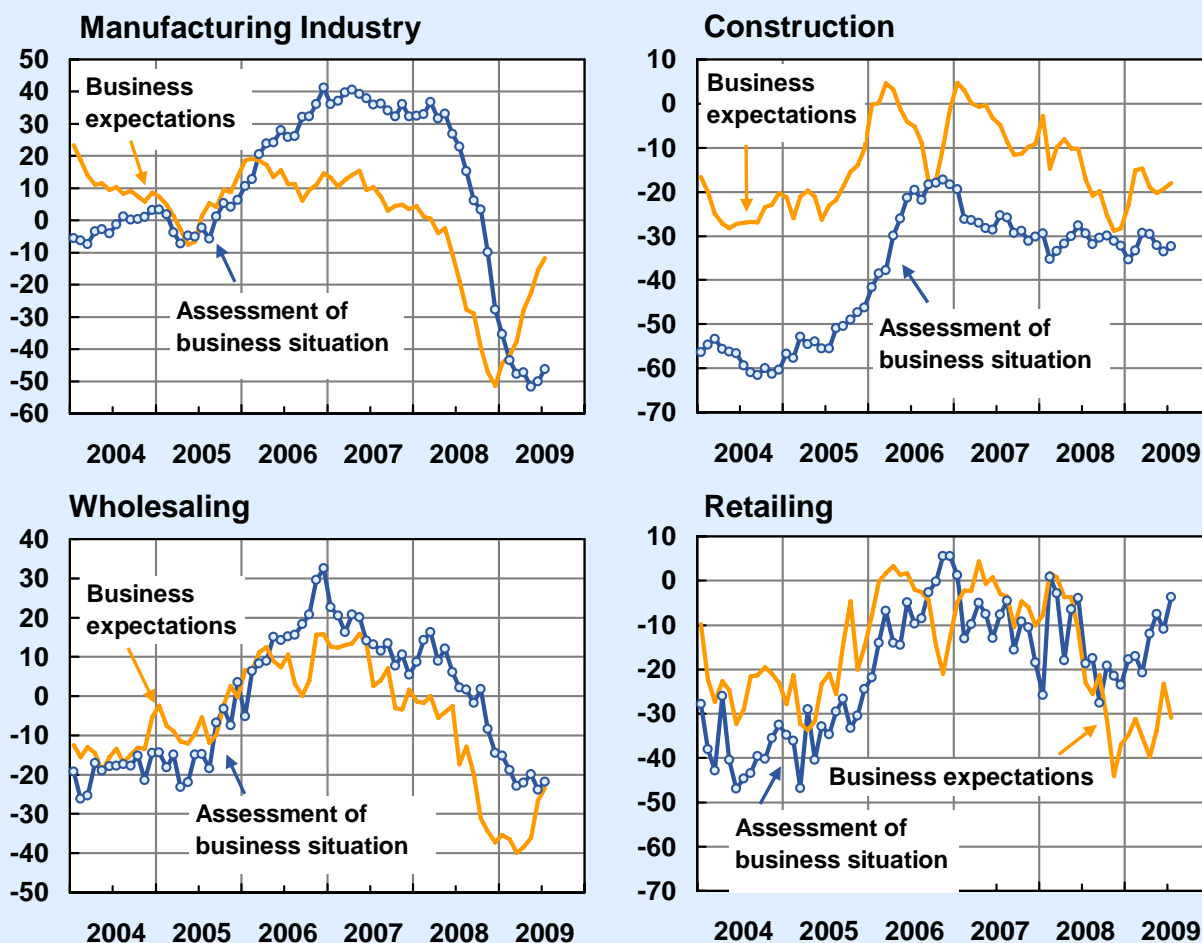 Manufacturing Industry
50
40
30
20
10
0
-10
-20
-30
-40
-50
-60
Business
expectations
Assessment of
business situation
2004 2005 2006 2007 2008 2009
Construction
10
0
-10
-20
-30
-40
-50
-60
-70
Business
expectations
Assessment of
business situation
2004 2005 2006 2007 2008 2009
Wholesaling
40
30
20
10
0
-10
-20
-30
-40
-50
Business
expectations
Assessment of
business situation
2004 2005 2006 2007 2008 2009
Retailing
10
0
-10
-20
-30
-40
-50
-60
-70
Business expectations
Assessment of
business situation
2004 2005 2006 2007 2008 2009